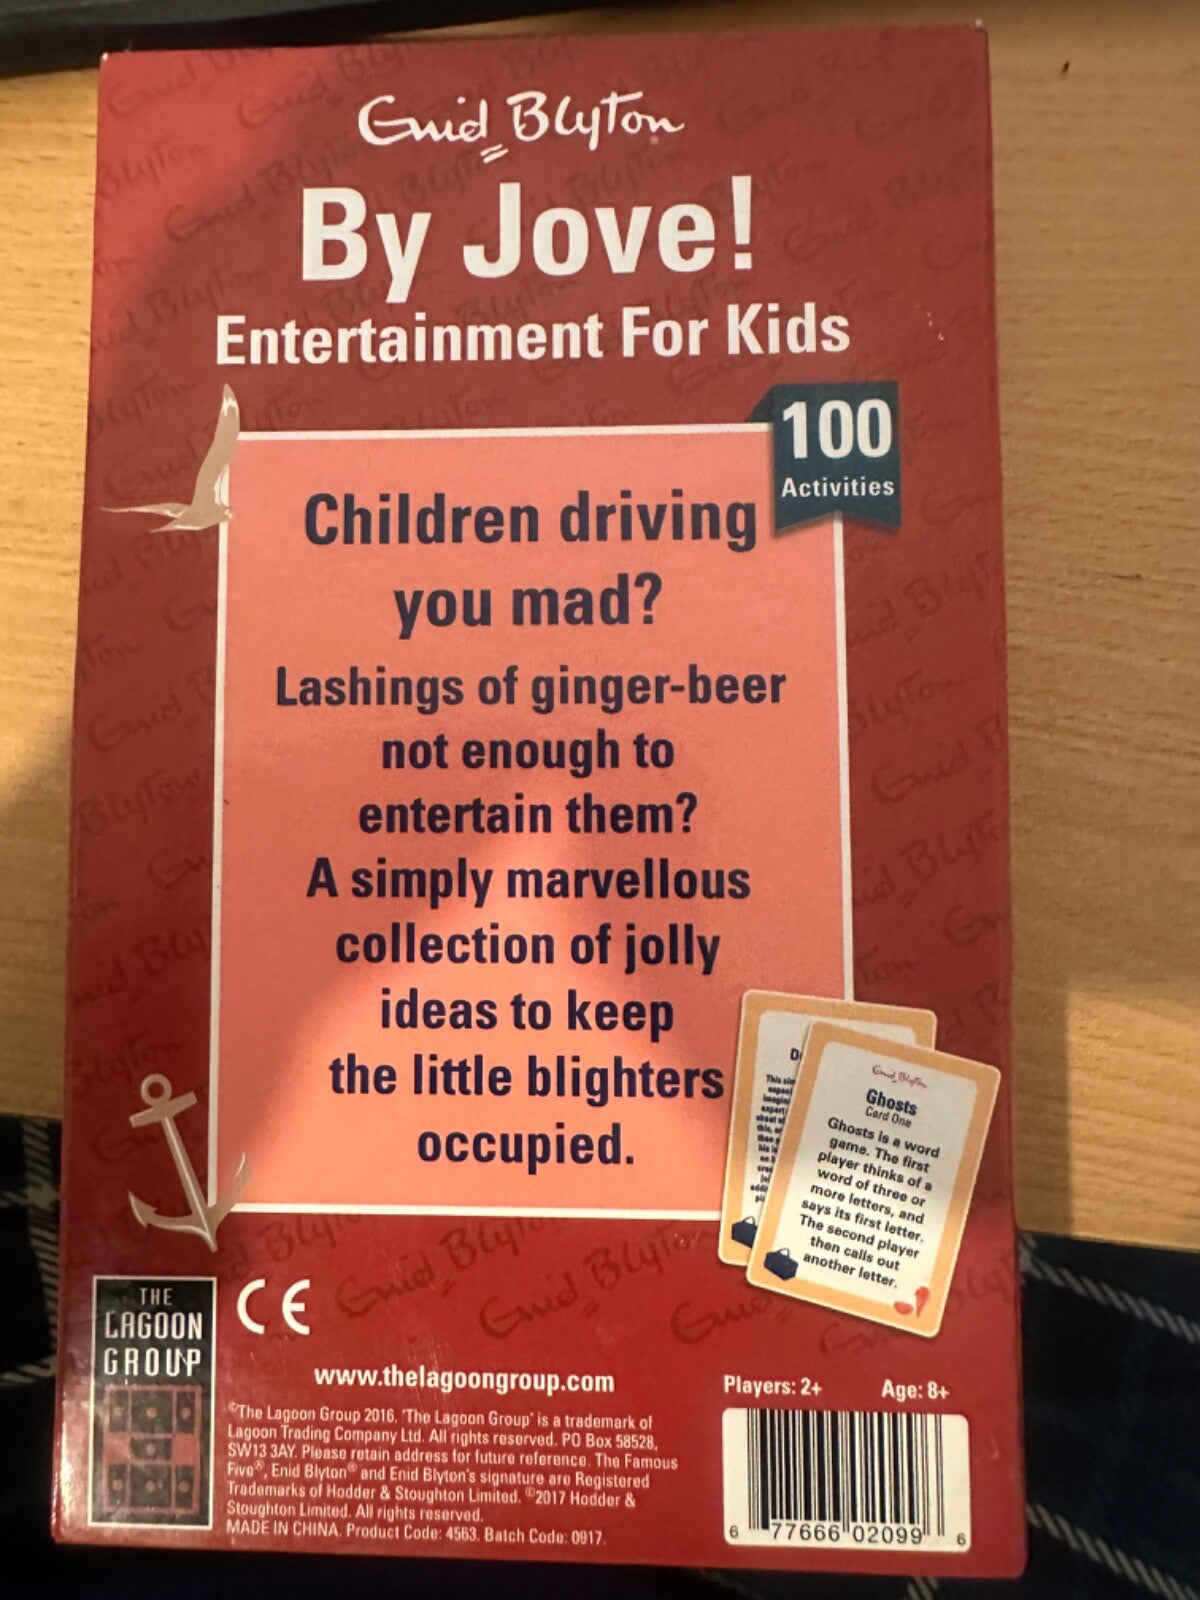 Enid Blyton
By Jove!
Entertainment For Kids
100
Activities
Children driving
you mad?
Lashings of ginger-beer
not enough to
entertain them?
A simply marvellous
collection of jolly
ideas to keep
the little blighters
occupied.
Enid Blyton
Ghosts
Card One
Ghosts is a word
game. The first
player thinks of a
word of three or
more letters, and
says its first letter.
The second player
then calls out
another letter.
THE
LAGOON
GROUP
CE
www.thelagoongroup.com
Players: 2+ Age: 8+
©The Lagoon Group 2016. 'The Lagoon Group' is a trademark of
Lagoon Trading Company Ltd. All rights reserved. PO Box 58528,
SW13 3AY. Please retain address for future reference. The Famous
Five®, Enid Blyton® and Enid Blyton's signature are Registered
Trademarks of Hodder & Stoughton Limited. ©2017 Hodder &
Stoughton Limited. All rights reserved.
MADE IN CHINA. Product Code: 4563. Batch Code: 0917.
6 77666 02099 6